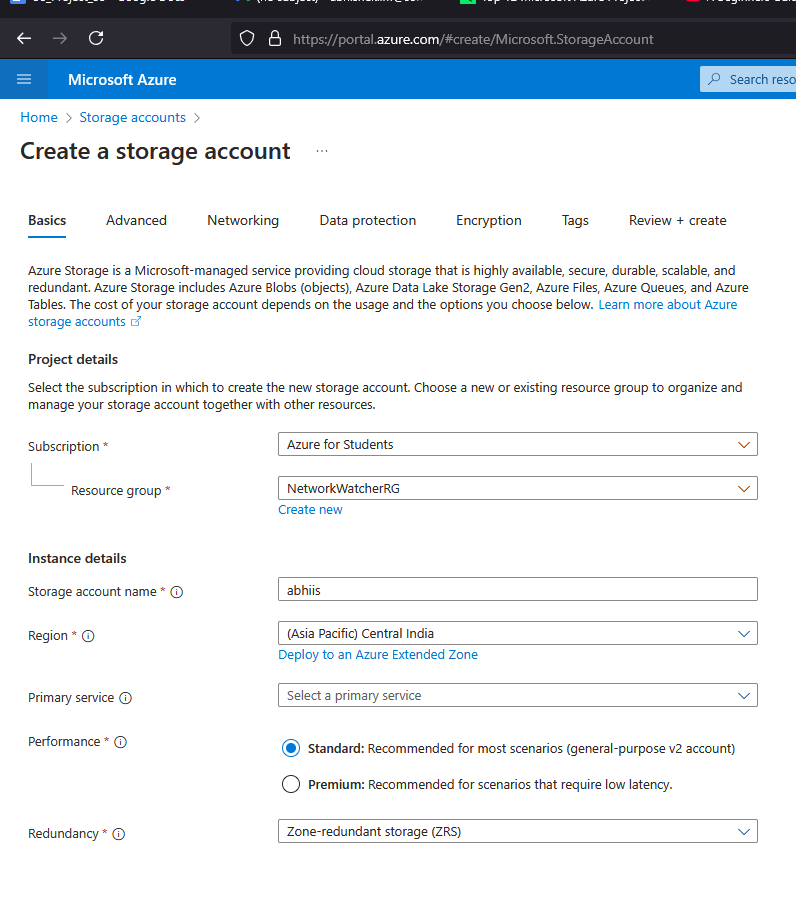 https://portal.azure.com/#create/Microsoft.StorageAccount
Microsoft Azure
Search reso
Home > Storage accounts >
Create a storage account ...
Basics Advanced Networking Data protection Encryption Tags Review + create
Azure Storage is a Microsoft-managed service providing cloud storage that is highly available, secure, durable, scalable, and
redundant. Azure Storage includes Azure Blobs (objects), Azure Data Lake Storage Gen2, Azure Files, Azure Queues, and Azure
Tables. The cost of your storage account depends on the usage and the options you choose below. Learn more about Azure
storage accounts
Project details
Select the subscription in which to create the new storage account. Choose a new or existing resource group to organize and
manage your storage account together with other resources.
Subscription * Azure for Students
Resource group * NetworkWatcherRG
Create new
Instance details
Storage account name * abhiis
Region * (Asia Pacific) Central India
Deploy to an Azure Extended Zone
Primary service Select a primary service
Performance * Standard: Recommended for most scenarios (general-purpose v2 account)
Premium: Recommended for scenarios that require low latency.
Redundancy * Zone-redundant storage (ZRS)